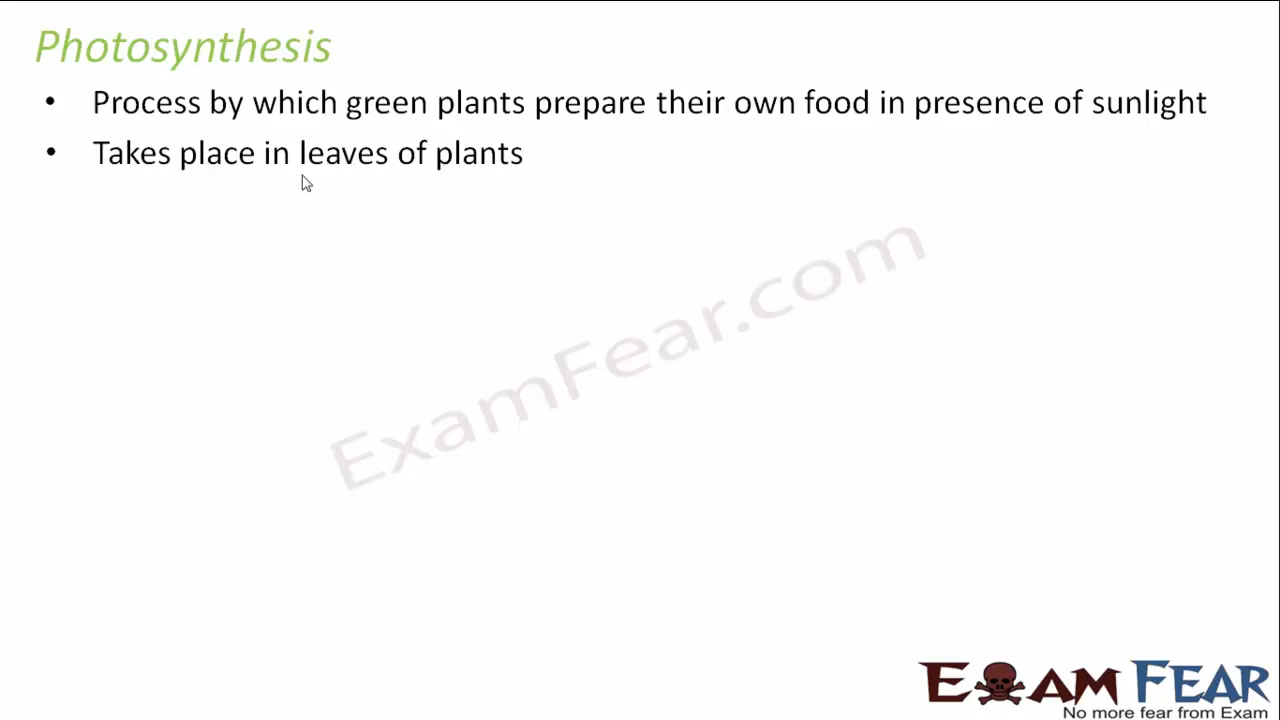 Photosynthesis
• Process by which green plants prepare their own food in presence of sunlight
• Takes place in leaves of plants
ExamFear.com
EXAM FEAR
No more fear from Exam